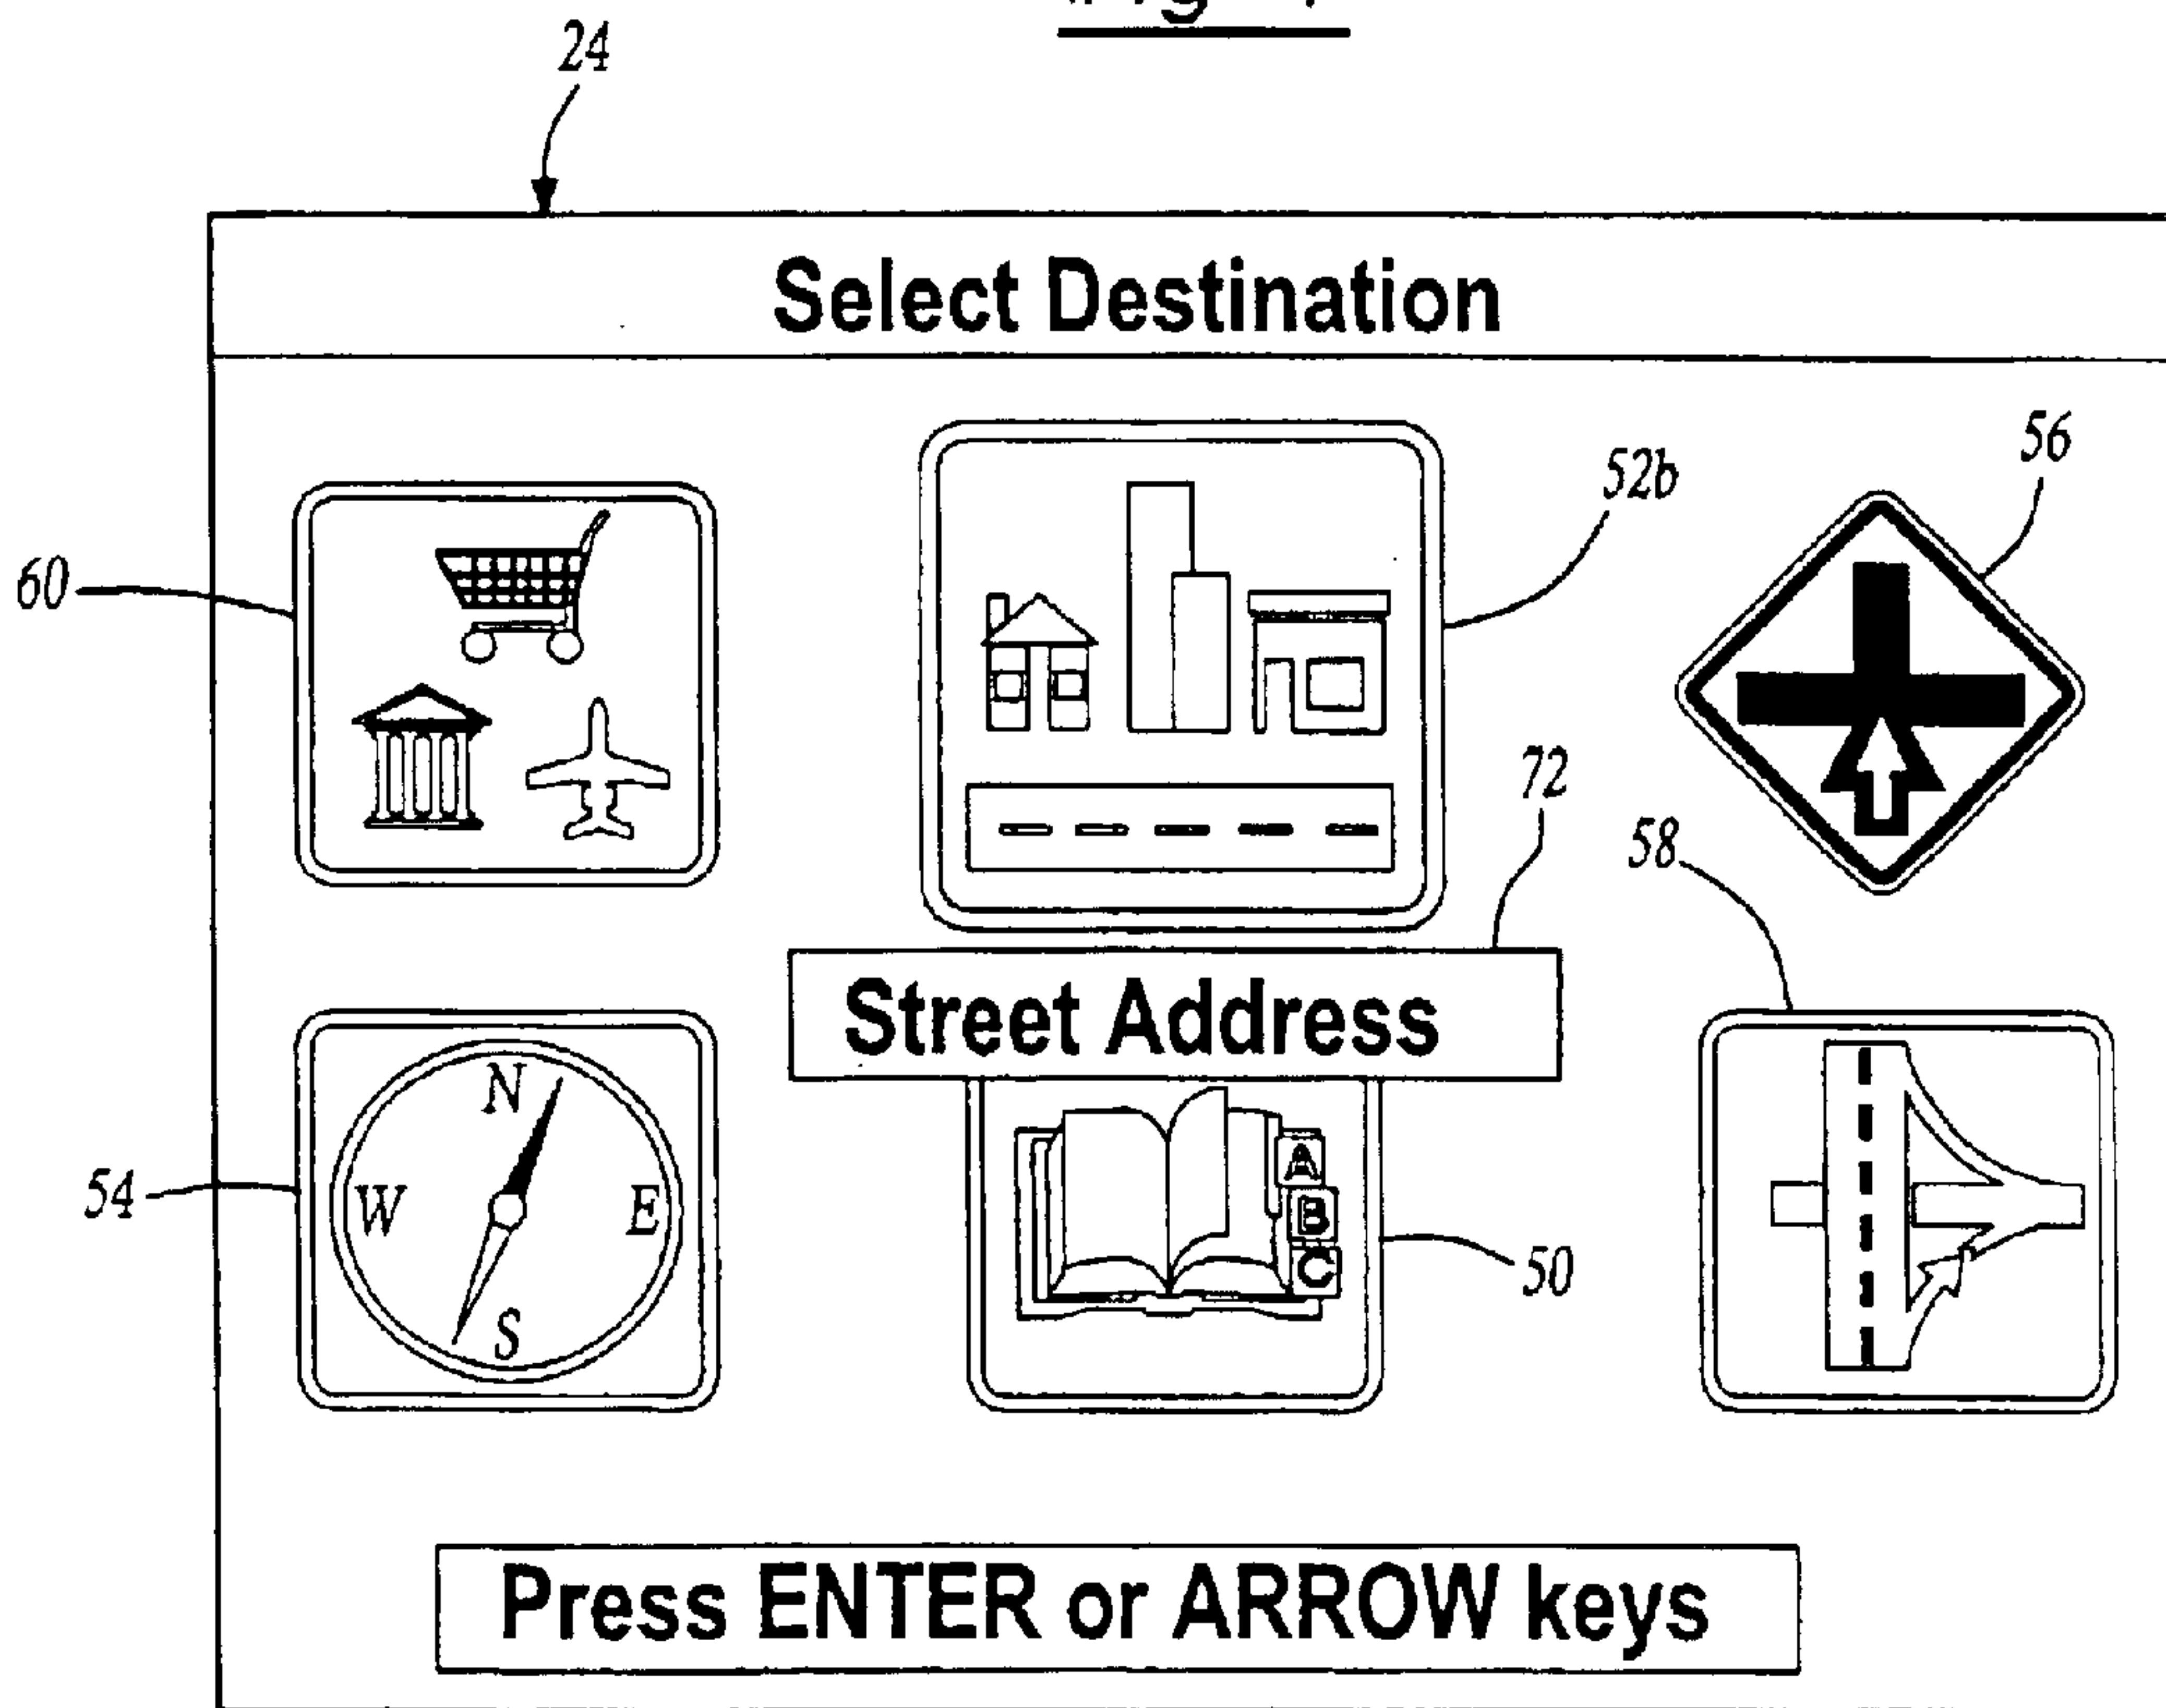 24
Select Destination
56
52b
60
72
58
Street Address
N
A
W
E
B
54
C
50
S
Press ENTER or ARROW keys